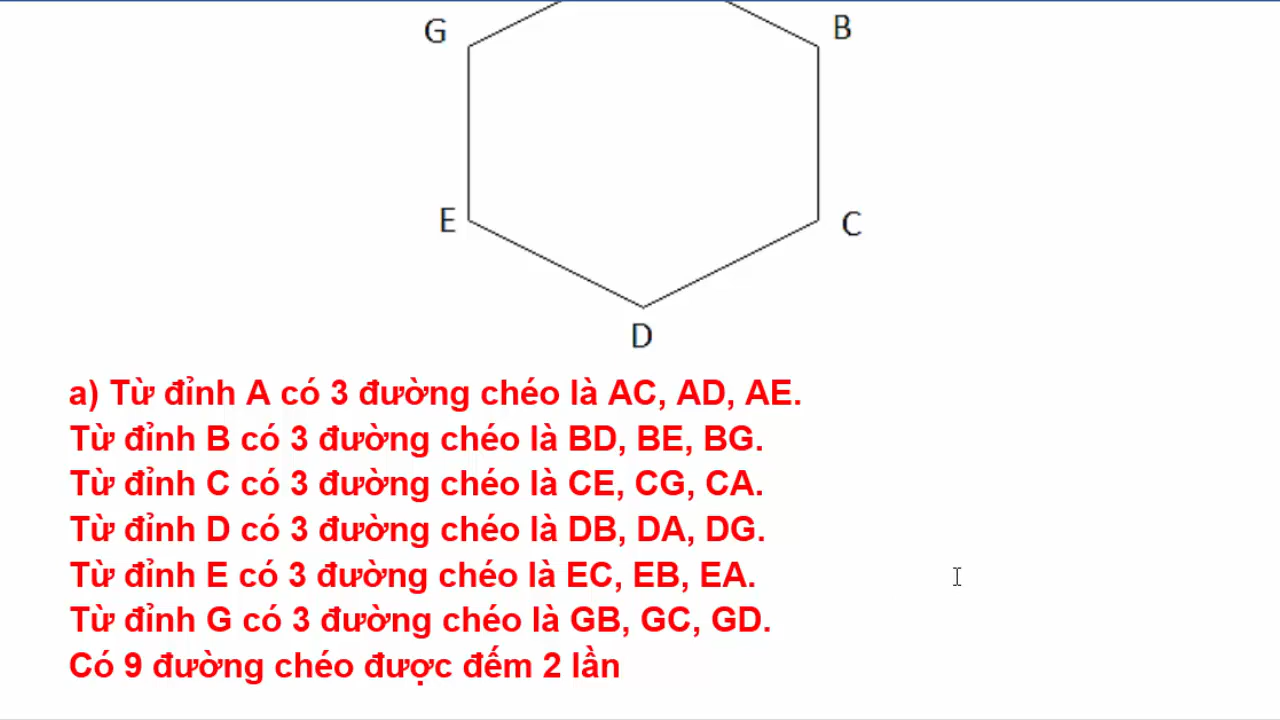 G
B
E
C
D
a) Từ đỉnh A có 3 đường chéo là AC, AD, AE.
Từ đỉnh B có 3 đường chéo là BD, BE, BG.
Từ đỉnh C có 3 đường chéo là CE, CG, CA.
Từ đỉnh D có 3 đường chéo là DB, DA, DG.
Từ đỉnh E có 3 đường chéo là EC, EB, EA.
Từ đỉnh G có 3 đường chéo là GB, GC, GD.
Có 9 đường chéo được đếm 2 lần